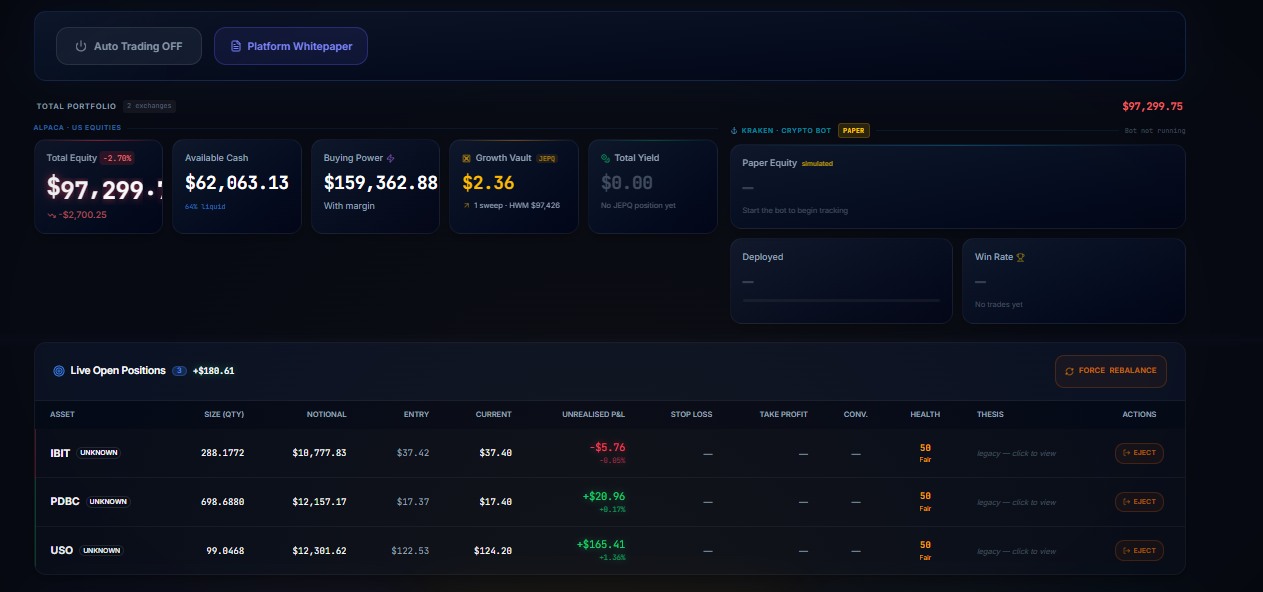 Auto Trading OFF
Platform Whitepaper
TOTAL PORTFOLIO 2 exchanges
$97,299.75
ALPACA · US EQUITIES
Total Equity -2.70%
$97,299.
-$2,700.25
Available Cash
$62,063.13
64% liquid
Buying Power
$159,362.88
With margin
Growth Vault JEPQ
$2.36
1 sweep · HWM $97,426
Total Yield
$0.00
No JEPQ position yet
KRAKEN · CRYPTO BOT PAPER
Bot not running
Paper Equity simulated
—
Start the bot to begin tracking
Deployed
—
Win Rate
—
No trades yet
Live Open Positions 3 +$180.61
FORCE REBALANCE
ASSET SIZE (QTY) NOTIONAL ENTRY CURRENT UNREALISED P&L STOP LOSS TAKE PROFIT CONV. HEALTH THESIS ACTIONS
IBIT UNKNOWN 288.1772 $10,777.83 $37.42 $37.40 -$5.76 — — — 50 legacy — click to view EJECT
-0.05% Fair
PDBC UNKNOWN 698.6880 $12,157.17 $17.37 $17.40 +$20.96 — — — 50 legacy — click to view EJECT
+0.17% Fair
USO UNKNOWN 99.0468 $12,301.62 $122.53 $124.20 +$165.41 — — — 50 legacy — click to view EJECT
+1.36% Fair